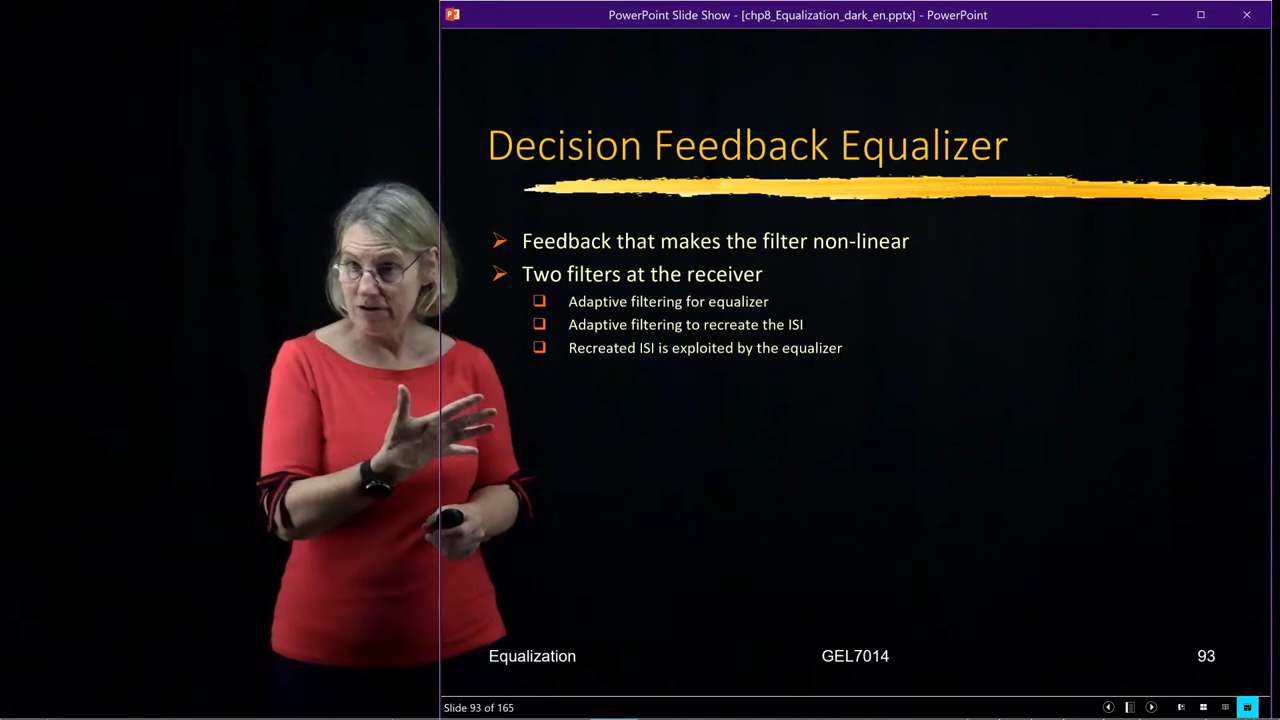 PowerPoint Slide Show - [chp8_Equalization_dark_en.pptx] - PowerPoint
Decision Feedback Equalizer
Feedback that makes the filter non-linear
Two filters at the receiver
Adaptive filtering for equalizer
Adaptive filtering to recreate the ISI
Recreated ISI is exploited by the equalizer
Equalization GEL7014 93
Slide 93 of 165